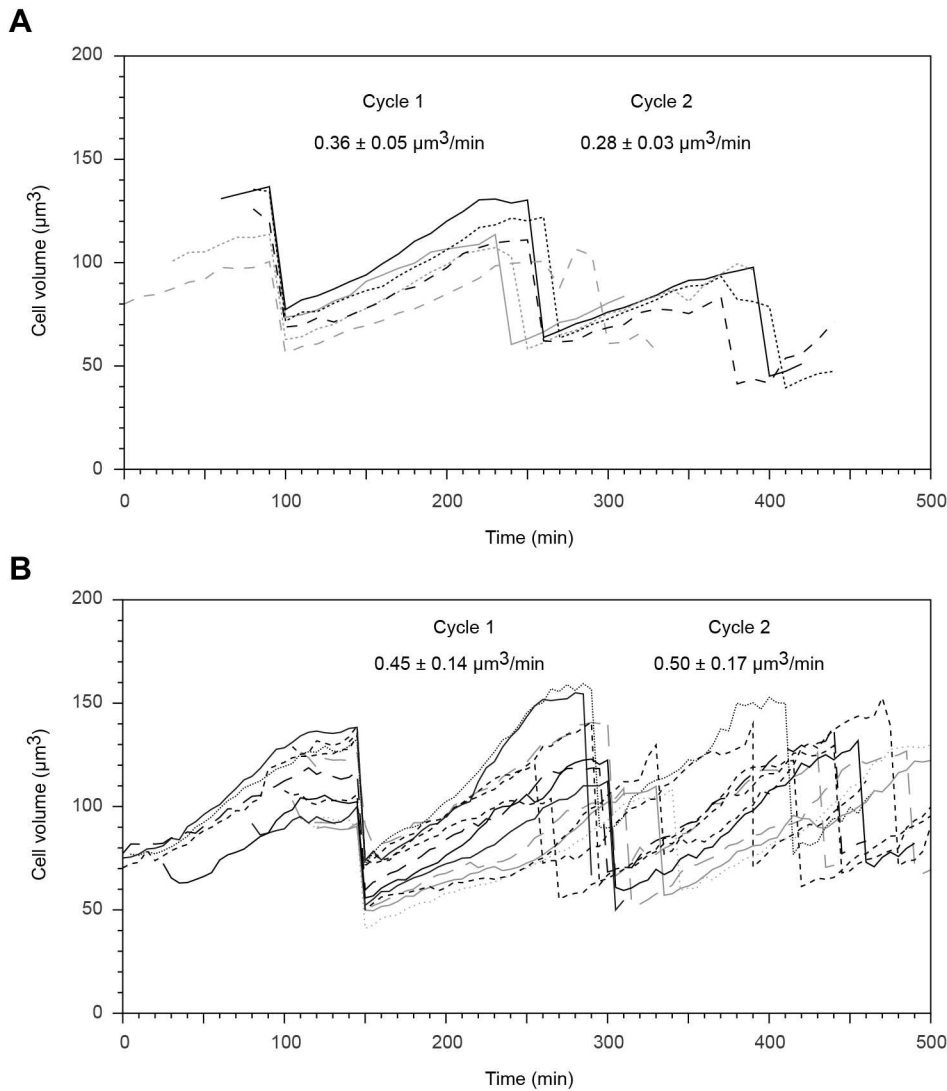 A
200
Cycle 1 Cycle 2
0.36 ± 0.05 µm³/min 0.28 ± 0.03 µm³/min
150
Cell volume (µm³)
100
50
0
0 100 200 300 400 500
Time (min)
B
200
Cycle 1 Cycle 2
0.45 ± 0.14 µm³/min 0.50 ± 0.17 µm³/min
150
Cell volume (µm³)
100
50
0
0 100 200 300 400 500
Time (min)